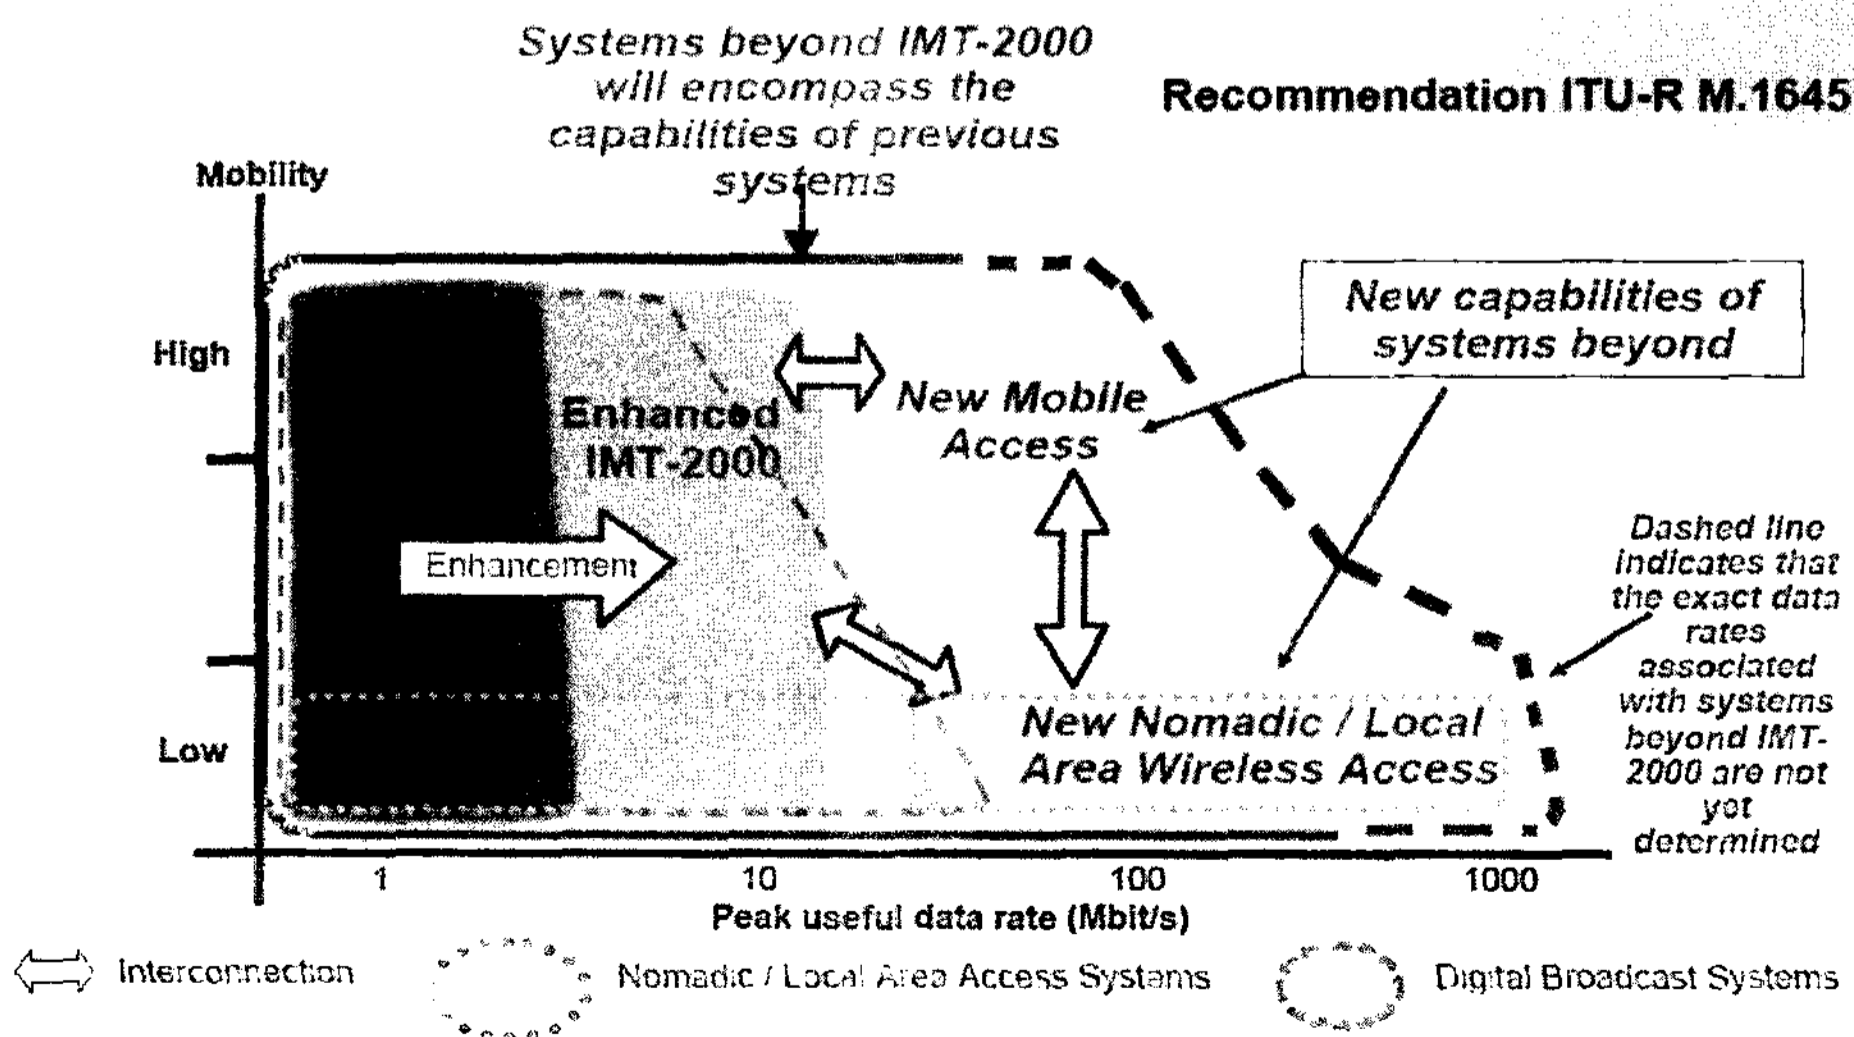 Systems beyond IMT-2000
will encompass the
capabilities of previous
systems
Recommendation ITU-R M.1645
Mobility
High
Low
Enhanced
IMT-2000
Enhancement
New Mobile
Access
New capabilities of
systems beyond
New Nomadic / Local
Area Wireless Access
Dashed line
indicates that
the exact data
rates
associated
with systems
beyond IMT-
2000 are not
yet
determined
1 10 100 1000
Peak useful data rate (Mbit/s)
Interconnection
Nomadic / Local Area Access Systems
Digital Broadcast Systems